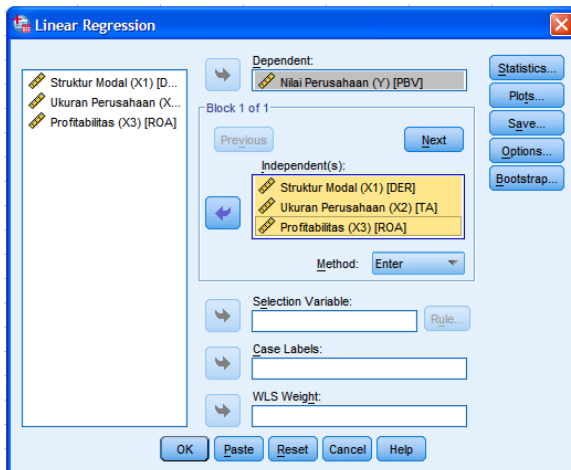 Linear Regression
Struktur Modal (X1) [D...
Ukuran Perusahaan (X...
Profitabilitas (X3) [ROA]
Dependent:
Nilai Perusahaan (Y) [PBV]
Block 1 of 1
Previous
Next
Independent(s):
Struktur Modal (X1) [DER]
Ukuran Perusahaan (X2) [TA]
Profitabilitas (X3) [ROA]
Method:
Enter
Selection Variable:
Rule...
Case Labels:
WLS Weight:
Statistics...
Plots...
Save...
Options...
Bootstrap...
OK
Paste
Reset
Cancel
Help